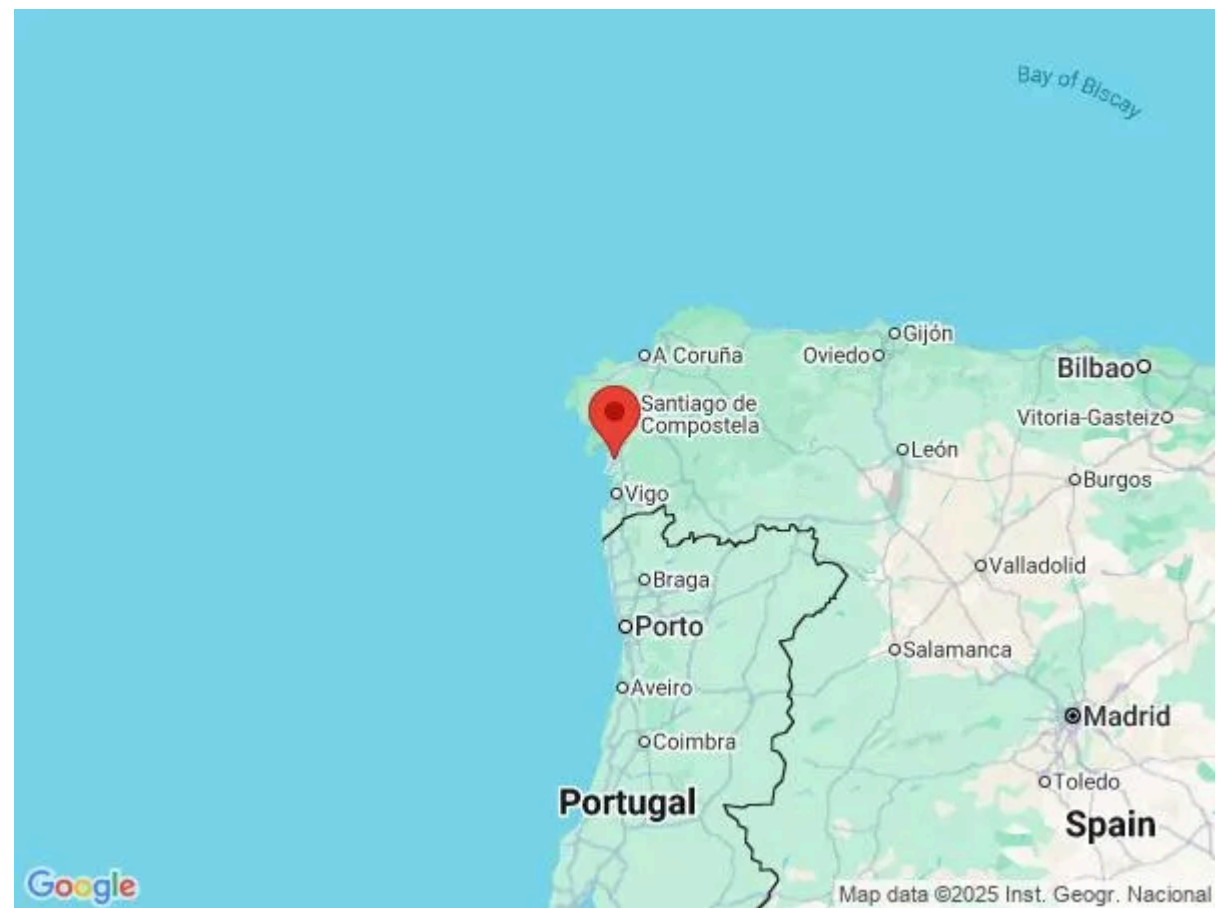 Bay of Biscay
Gijón
A Coruña
Oviedo
Bilbao
Santiago de
Compostela
Vitoria-Gasteiz
León
Burgos
Vigo
Valladolid
Braga
Porto
Salamanca
Aveiro
Madrid
Coimbra
Toledo
Portugal
Spain
Google
Map data ©2025 Inst. Geogr. Nacional